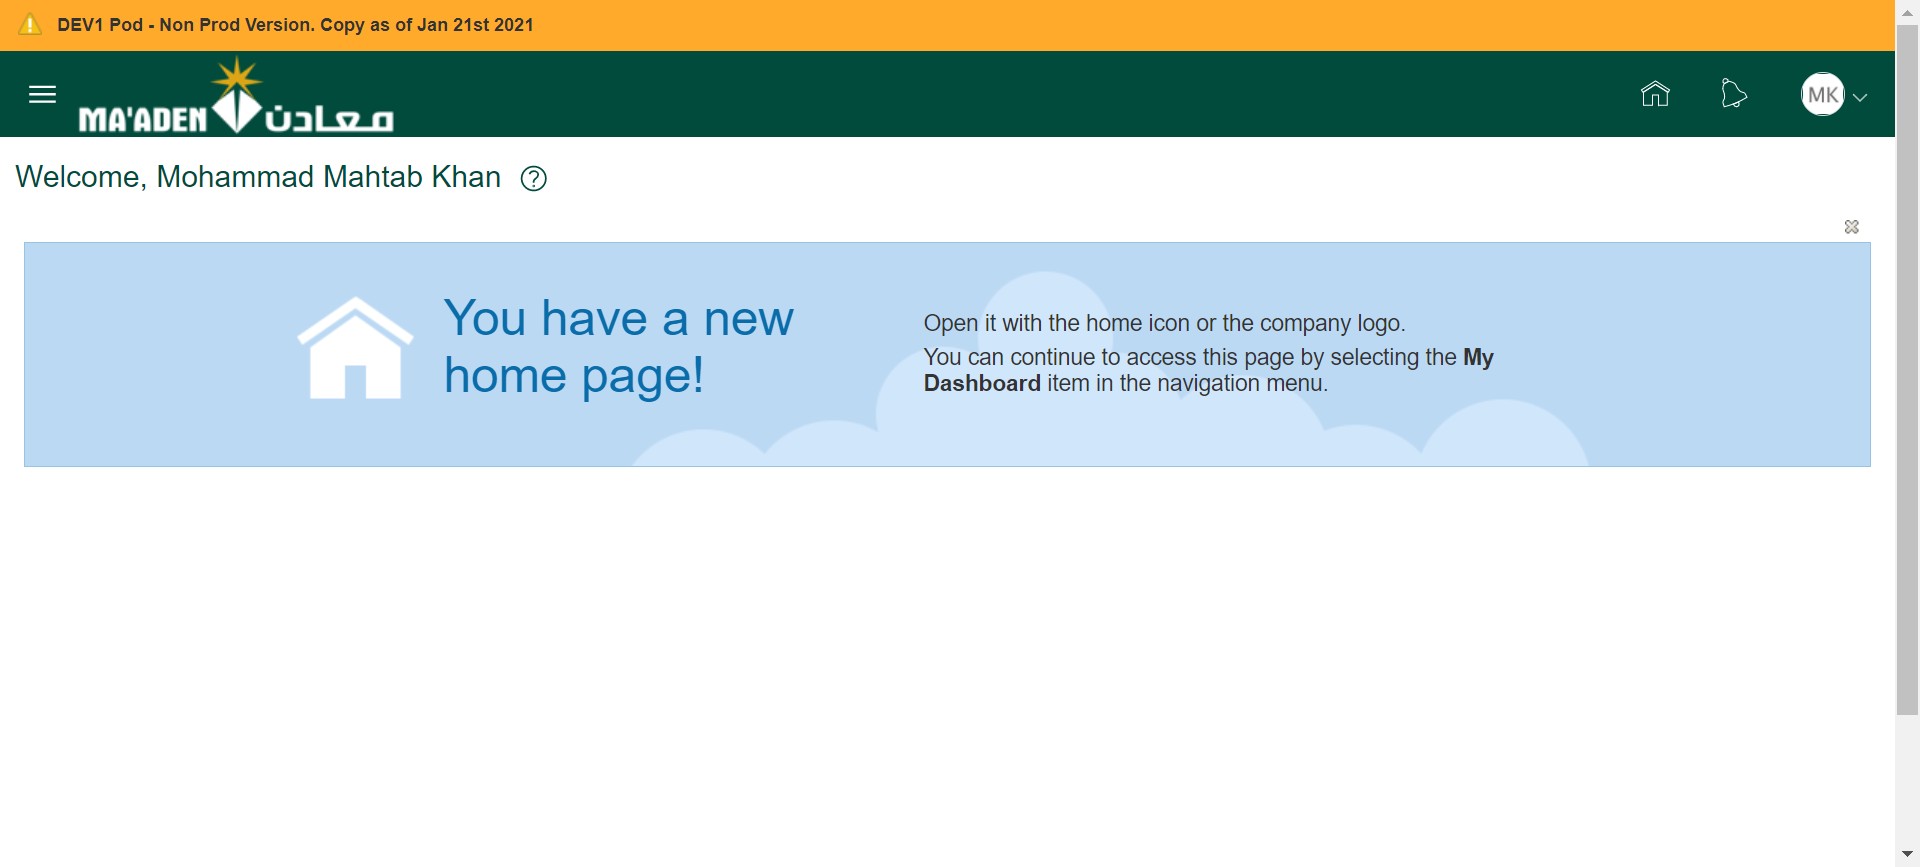 DEV1 Pod - Non Prod Version. Copy as of Jan 21st 2021
MA'ADEN معادن
MK
Welcome, Mohammad Mahtab Khan ?
You have a new
home page!
Open it with the home icon or the company logo.
You can continue to access this page by selecting the My
Dashboard item in the navigation menu.